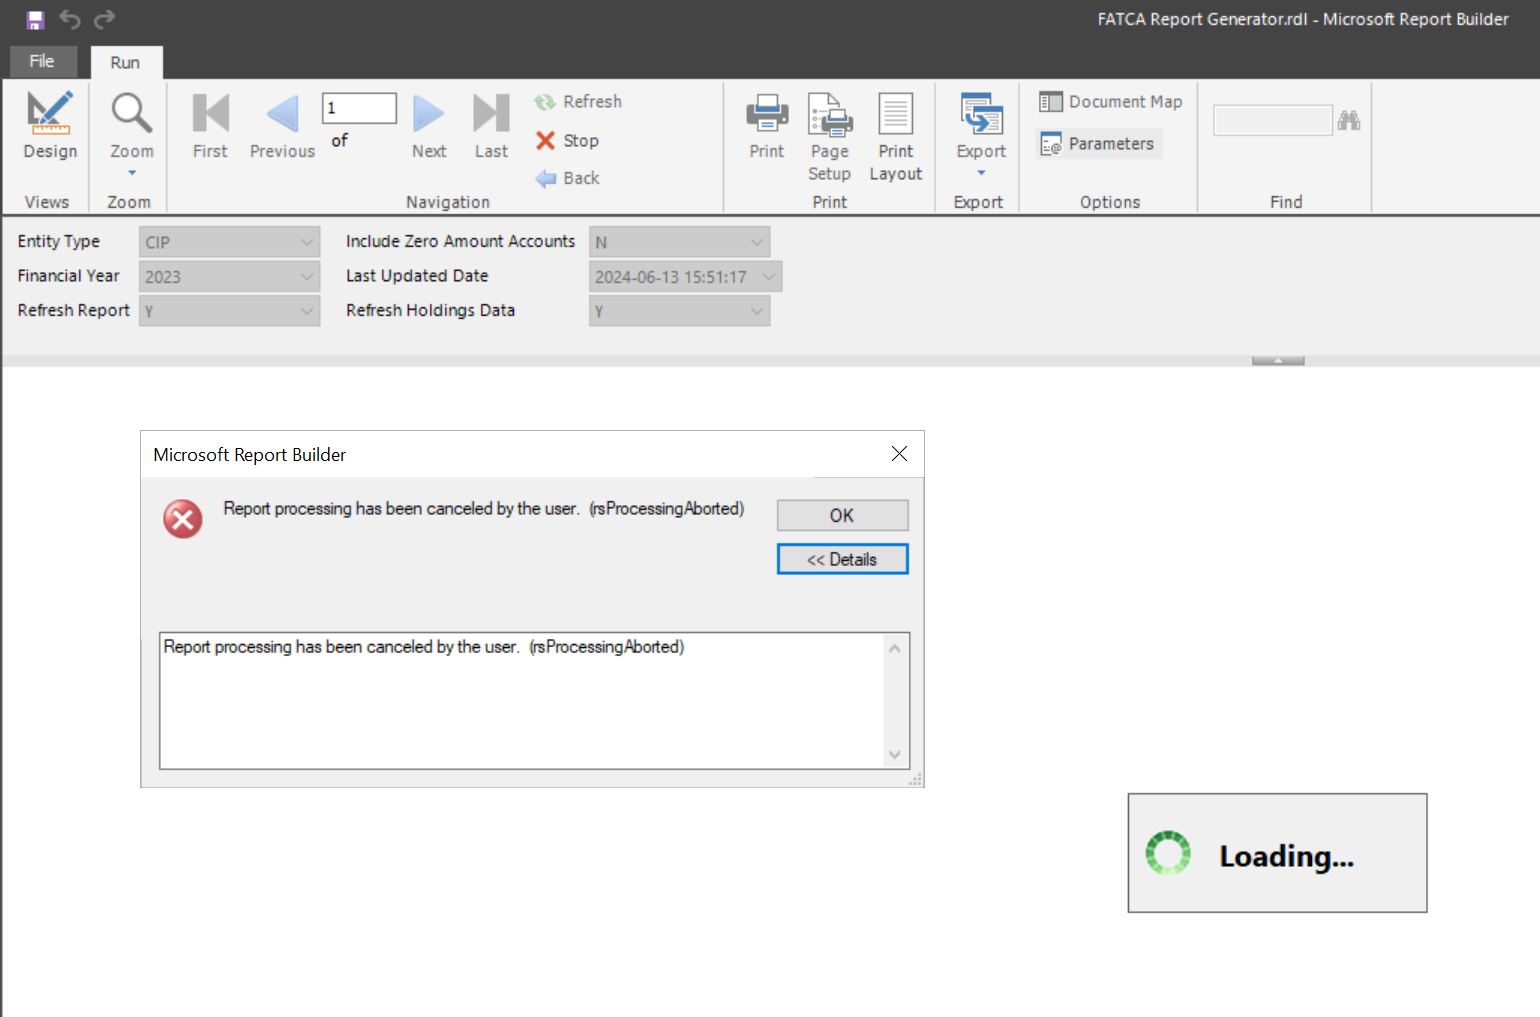 FATCA Report Generator.rdl - Microsoft Report Builder
File
Run
Design
Zoom
First
Previous
1
of
Next
Last
Refresh
Stop
Back
Print
Page
Setup
Print
Layout
Export
Document Map
Parameters
Views
Zoom
Navigation
Print
Export
Options
Find
Entity Type
CIP
Include Zero Amount Accounts
N
Financial Year
2023
Last Updated Date
2024-06-13 15:51:17
Refresh Report
Y
Refresh Holdings Data
Y
Microsoft Report Builder
Report processing has been canceled by the user.  (rsProcessingAborted)
OK
<< Details
Report processing has been canceled by the user.  (rsProcessingAborted)
Loading...